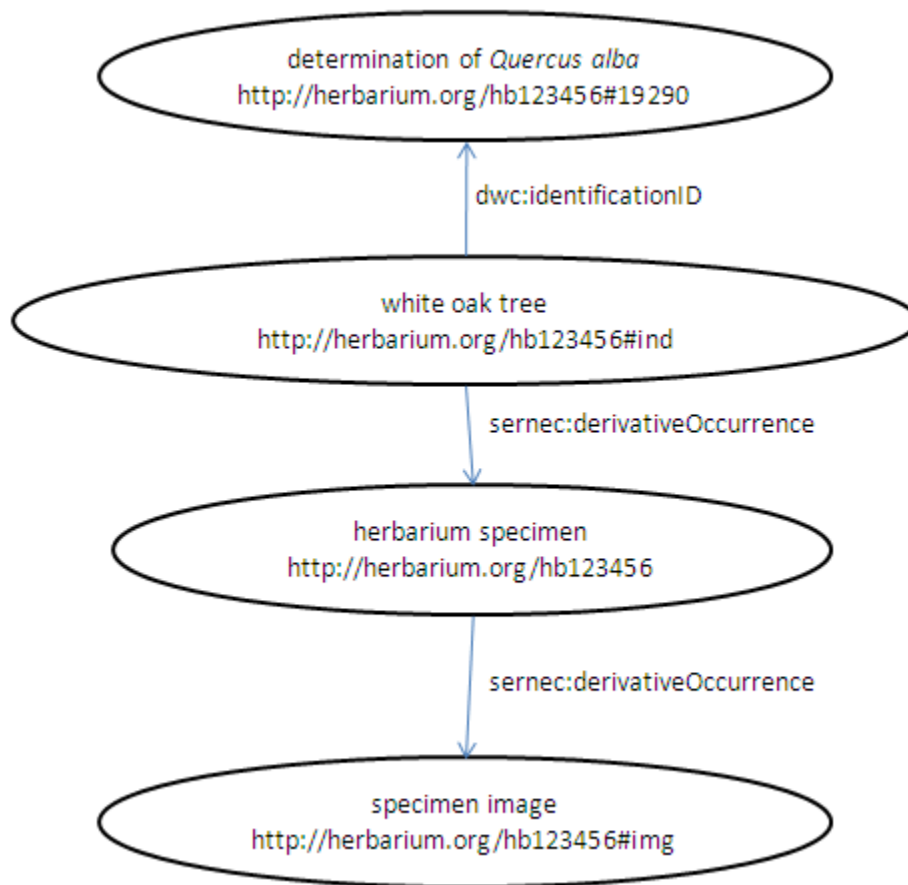 determination of Quercus alba
http://herbarium.org/hb123456#19290
dwc:identificationID
white oak tree
http://herbarium.org/hb123456#ind
sernec:derivativeOccurrence
herbarium specimen
http://herbarium.org/hb123456
sernec:derivativeOccurrence
specimen image
http://herbarium.org/hb123456#img